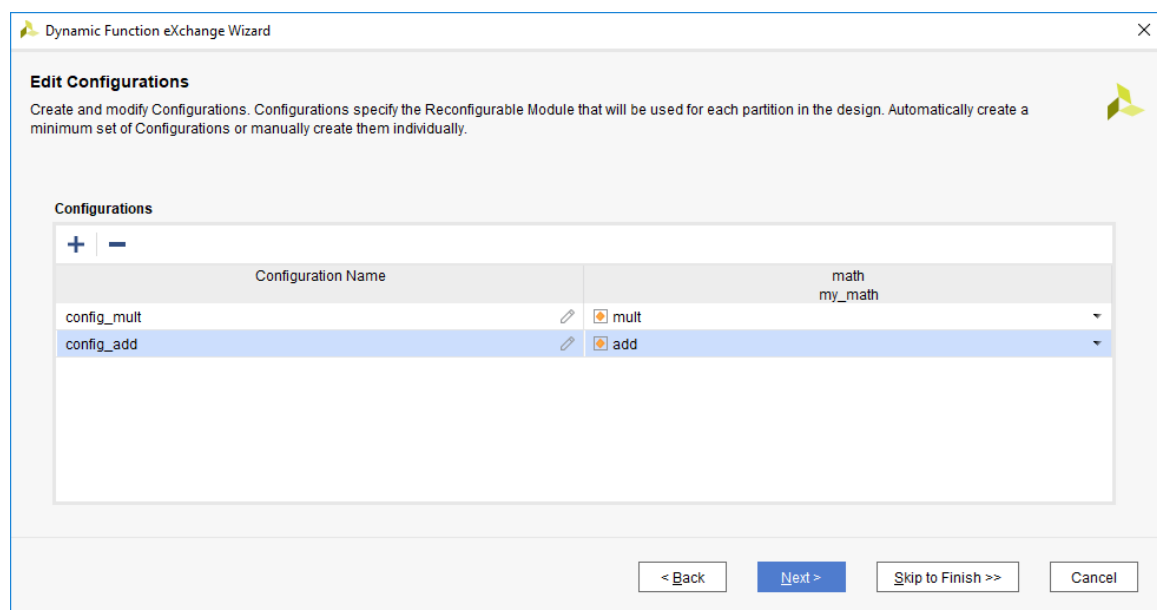 Dynamic Function eXchange Wizard
Edit Configurations
Create and modify Configurations. Configurations specify the Reconfigurable Module that will be used for each partition in the design. Automatically create a
minimum set of Configurations or manually create them individually.
Configurations
Configuration Name
math
my_math
config_mult mult
config_add add
< Back Next > Skip to Finish >> Cancel